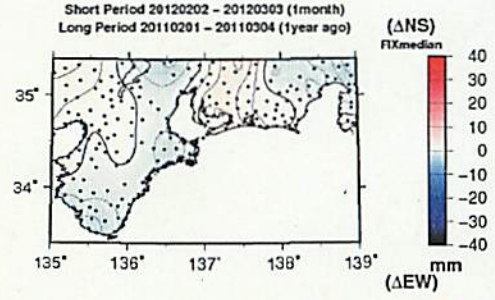 Short Period 20120202 – 20120303 (1month)
Long Period 20110201 – 20110304 (1year ago)
(ΔNS)
FIXmedian
40
30
20
10
0
−10
−20
−30
−40
mm
(ΔEW)
35˚
34˚
135˚ 136˚ 137˚ 138˚ 139˚